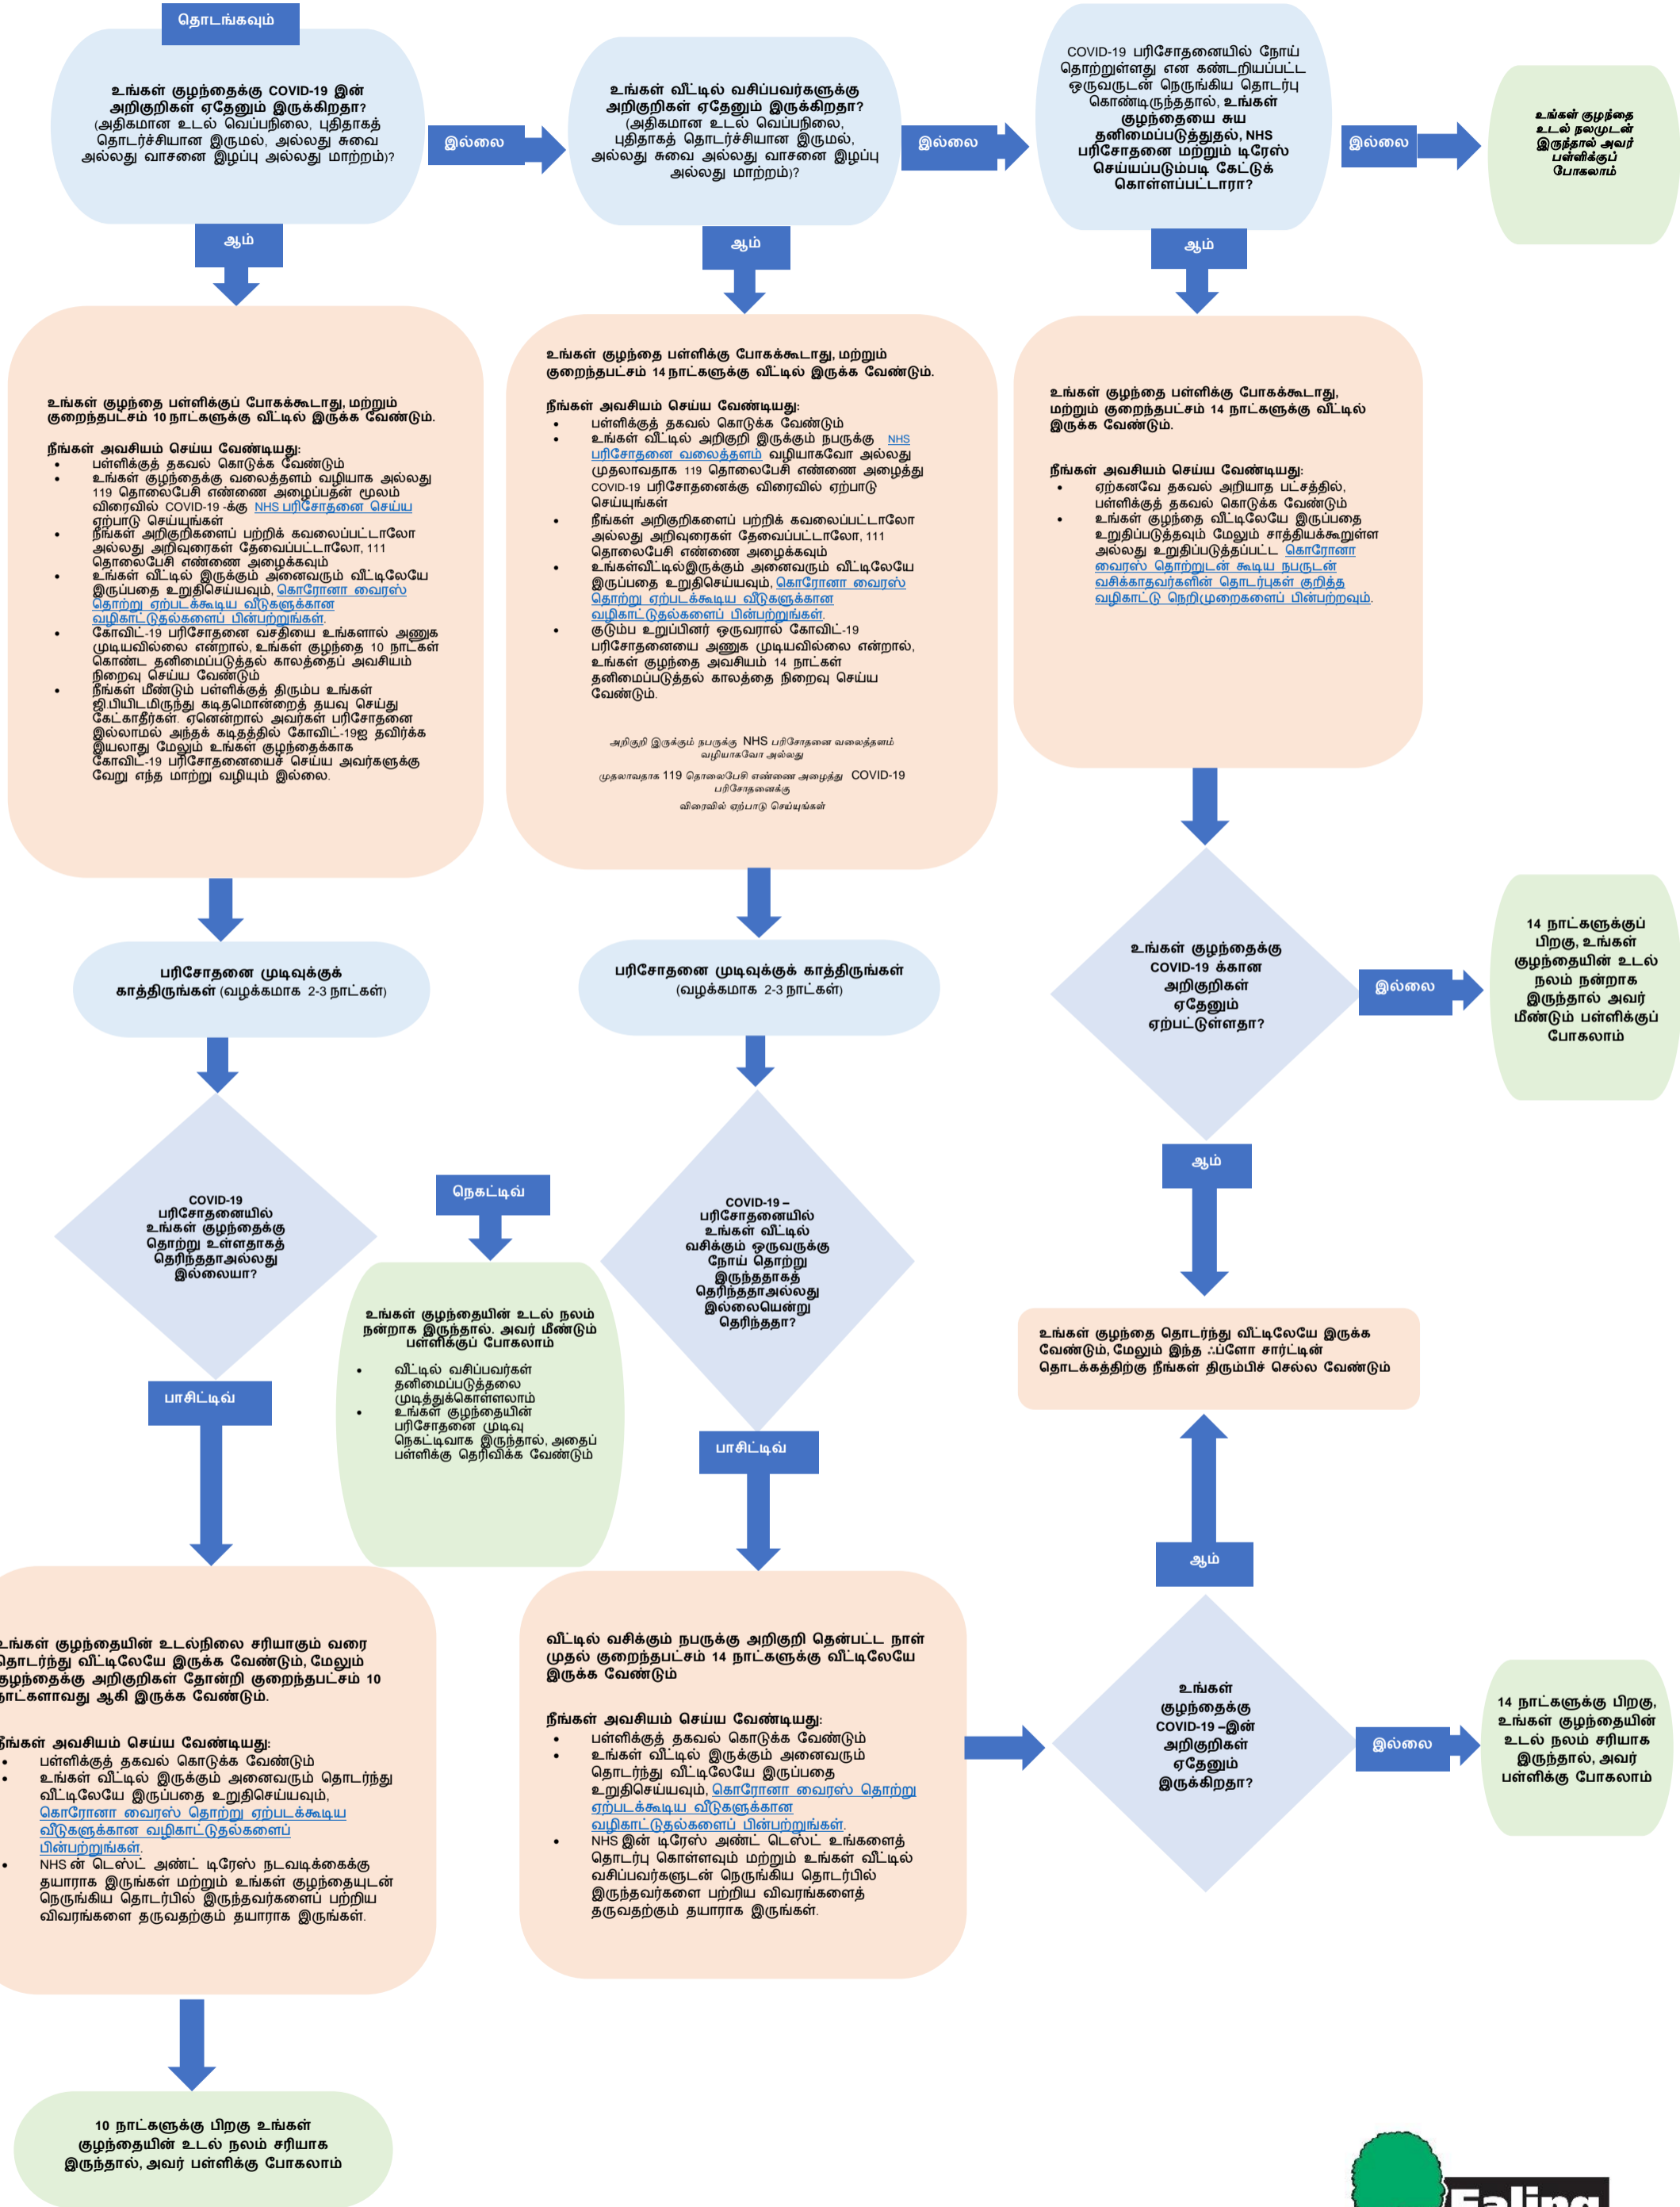 தொடங்கவும்
உங்கள் குழந்தைக்கு COVID-19 இன்
அறிகுறிகள் ஏதேனும் இருக்கிறதா?
(அதிகமான உடல் வெப்பநிலை, புதிதாகத்
தொடர்ச்சியான இருமல், அல்லது சுவை
அல்லது வாசனை இழப்பு அல்லது மாற்றம்)?
இல்லை
உங்கள் வீட்டில் வசிப்பவர்களுக்கு
அறிகுறிகள் ஏதேனும் இருக்கிறதா?
(அதிகமான உடல் வெப்பநிலை,
புதிதாகத் தொடர்ச்சியான இருமல்,
அல்லது சுவை அல்லது வாசனை இழப்பு
அல்லது மாற்றம்)?
இல்லை
COVID-19 பரிசோதனையில் நோய்
தொற்றுள்ளது என கண்டறியப்பட்ட
ஒருவருடன் நெருங்கிய தொடர்பு
கொண்டிருந்ததால், உங்கள்
குழந்தையை சுய
தனிமைப்படுத்துதல், NHS
பரிசோதனை மற்றும் டிரேஸ்
செய்யப்படும்படி கேட்டுக்
கொள்ளப்பட்டாரா?
இல்லை
உங்கள் குழந்தை
உடல் நலமுடன்
இருந்தால் அவர்
பள்ளிக்குப்
போகலாம்
ஆம்
ஆம்
ஆம்
உங்கள் குழந்தை பள்ளிக்குப் போகக்கூடாது, மற்றும்
குறைந்தபட்சம் 10 நாட்களுக்கு வீட்டில் இருக்க வேண்டும்.
நீங்கள் அவசியம் செய்ய வேண்டியது:
• பள்ளிக்குத் தகவல் கொடுக்க வேண்டும்
• உங்கள் குழந்தைக்கு வலைத்தளம் வழியாக அல்லது
119 தொலைபேசி எண்ணை அழைப்பதன் மூலம்
விரைவில் COVID-19 -க்கு NHS பரிசோதனை செய்ய
ஏற்பாடு செய்யுங்கள்
• நீங்கள் அறிகுறிகளைப் பற்றி கவலைப்பட்டாலோ
அல்லது அறிவுரைகள் தேவைப்பட்டாலோ, 111
தொலைபேசி எண்ணை அழைக்கவும்
• உங்கள் வீட்டில் இருக்கும் அனைவரும் வீட்டிலேயே
இருப்பதை உறுதிசெய்யவும், கொரோனா வைரஸ்
தொற்று ஏற்படக்கூடிய வீடுகளுக்கான
வழிகாட்டுதல்களைப் பின்பற்றுங்கள்.
• கோவிட்-19 பரிசோதனை வசதியை உங்களால் அணுக
முடியவில்லை என்றால், உங்கள் குழந்தை 10 நாட்கள்
கொண்ட தனிமைப்படுத்தல் காலத்தைப் அவசியம்
நிறைவு செய்ய வேண்டும்
• நீங்கள் மீண்டும் பள்ளிக்குத் திரும்ப உங்கள்
ஜி.பியிடமிருந்து கடிதமொன்றைத் தயவு செய்து
கேட்காதீர்கள். ஏனென்றால் அவர்கள் பரிசோதனை
இல்லாமல் அந்தக் கடிதத்தில் கோவிட்-19ஐ தவிர்க்க
இயலாது மேலும் உங்கள் குழந்தைக்காக
கோவிட்-19 பரிசோதனையைச் செய்ய அவர்களுக்கு
வேறு எந்த மாற்று வழியும் இல்லை.
உங்கள் குழந்தை பள்ளிக்கு போகக்கூடாது, மற்றும்
குறைந்தபட்சம் 14 நாட்களுக்கு வீட்டில் இருக்க வேண்டும்.
நீங்கள் அவசியம் செய்ய வேண்டியது:
• பள்ளிக்குத் தகவல் கொடுக்க வேண்டும்
• உங்கள் வீட்டில் அறிகுறி இருக்கும் நபருக்கு NHS
பரிசோதனை வலைத்தளம் வழியாகவோ அல்லது
முதலாவதாக 119 தொலைபேசி எண்ணை அழைத்து
COVID-19 பரிசோதனைக்கு விரைவில் ஏற்பாடு
செய்யுங்கள்
• நீங்கள் அறிகுறிகளைப் பற்றிக் கவலைப்பட்டாலோ
அல்லது அறிவுரைகள் தேவைப்பட்டாலோ, 111
தொலைபேசி எண்ணை அழைக்கவும்
• உங்கள்வீட்டில்இருக்கும் அனைவரும் வீட்டிலேயே
இருப்பதை உறுதிசெய்யவும், கொரோனா வைரஸ்
தொற்று ஏற்படக்கூடிய வீடுகளுக்கான
வழிகாட்டுதல்களைப் பின்பற்றுங்கள்.
• குடும்ப உறுப்பினர் ஒருவரால் கோவிட்-19
பரிசோதனையை அணுக முடியவில்லை என்றால்,
உங்கள் குழந்தை அவசியம் 14 நாட்கள்
தனிமைப்படுத்தல் காலத்தை நிறைவு செய்ய
வேண்டும்.
அறிகுறி இருக்கும் நபருக்கு NHS பரிசோதனை வலைத்தளம்
வழியாகவோ அல்லது
முதலாவதாக 119 தொலைபேசி எண்ணை அழைத்து COVID-19
பரிசோதனைக்கு
விரைவில் ஏற்பாடு செய்யுங்கள்
உங்கள் குழந்தை பள்ளிக்கு போகக்கூடாது,
மற்றும் குறைந்தபட்சம் 14 நாட்களுக்கு வீட்டில்
இருக்க வேண்டும்.
நீங்கள் அவசியம் செய்ய வேண்டியது:
• ஏற்கனவே தகவல் அறியாத பட்சத்தில்,
பள்ளிக்குத் தகவல் கொடுக்க வேண்டும்
• உங்கள் குழந்தை வீட்டிலேயே இருப்பதை
உறுதிப்படுத்தவும் மேலும் சாத்தியக்கூறுள்ள
அல்லது உறுதிப்படுத்தப்பட்ட கொரோனா
வைரஸ் தொற்றுடன் கூடிய நபருடன்
வசிக்காதவர்களின் தொடர்புகள் குறித்த
வழிகாட்டு நெறிமுறைகளைப் பின்பற்றவும்.
பரிசோதனை முடிவுக்குக்
காத்திருங்கள் (வழக்கமாக 2-3 நாட்கள்)
பரிசோதனை முடிவுக்குக் காத்திருங்கள்
(வழக்கமாக 2-3 நாட்கள்)
உங்கள் குழந்தைக்கு
COVID-19 க்கான
அறிகுறிகள்
ஏதேனும்
ஏற்பட்டுள்ளதா?
இல்லை
14 நாட்களுக்குப்
பிறகு, உங்கள்
குழந்தையின் உடல்
நலம் நன்றாக
இருந்தால் அவர்
மீண்டும் பள்ளிக்குப்
போகலாம்
ஆம்
COVID-19
பரிசோதனையில்
உங்கள் குழந்தைக்கு
தொற்று உள்ளதாகத்
தெரிந்ததாஅல்லது
இல்லையா?
நெகட்டிவ்
COVID-19 –
பரிசோதனையில்
உங்கள் வீட்டில்
வசிக்கும் ஒருவருக்கு
நோய் தொற்று
இருந்ததாகத்
தெரிந்ததாஅல்லது
இல்லையென்று
தெரிந்ததா?
உங்கள் குழந்தையின் உடல் நலம்
நன்றாக இருந்தால். அவர் மீண்டும்
பள்ளிக்குப் போகலாம்
• வீட்டில் வசிப்பவர்கள்
தனிமைப்படுத்தலை
முடித்துக்கொள்ளலாம்
• உங்கள் குழந்தையின்
பரிசோதனை முடிவு
நெகட்டிவாக இருந்தால், அதைப்
பள்ளிக்கு தெரிவிக்க வேண்டும்
உங்கள் குழந்தை தொடர்ந்து வீட்டிலேயே இருக்க
வேண்டும், மேலும் இந்த ஃப்ளோ சார்ட்டின்
தொடக்கத்திற்கு நீங்கள் திரும்பிச் செல்ல வேண்டும்
பாசிட்டிவ்
பாசிட்டிவ்
ஆம்
உங்கள் குழந்தையின் உடல்நிலை சரியாகும் வரை
தொடர்ந்து வீட்டிலேயே இருக்க வேண்டும், மேலும்
குழந்தைக்கு அறிகுறிகள் தோன்றி குறைந்தபட்சம் 10
நாட்களாவது ஆகி இருக்க வேண்டும்.
நீங்கள் அவசியம் செய்ய வேண்டியது:
• பள்ளிக்குத் தகவல் கொடுக்க வேண்டும்
• உங்கள் வீட்டில் இருக்கும் அனைவரும் தொடர்ந்து
வீட்டிலேயே இருப்பதை உறுதிசெய்யவும்,
கொரோனா வைரஸ் தொற்று ஏற்படக்கூடிய
வீடுகளுக்கான வழிகாட்டுதல்களைப்
பின்பற்றுங்கள்.
• NHS ன் டெஸ்ட் அண்ட் டிரேஸ் நடவடிக்கைக்கு
தயாராக இருங்கள் மற்றும் உங்கள் குழந்தையுடன்
நெருங்கிய தொடர்பில் இருந்தவர்களைப் பற்றிய
விவரங்களை தருவதற்கும் தயாராக இருங்கள்.
வீட்டில் வசிக்கும் நபருக்கு அறிகுறி தென்பட்ட நாள்
முதல் குறைந்தபட்சம் 14 நாட்களுக்கு வீட்டிலேயே
இருக்க வேண்டும்
நீங்கள் அவசியம் செய்ய வேண்டியது:
• பள்ளிக்குத் தகவல் கொடுக்க வேண்டும்
• உங்கள் வீட்டில் இருக்கும் அனைவரும்
தொடர்ந்து வீட்டிலேயே இருப்பதை
உறுதிசெய்யவும், கொரோனா வைரஸ் தொற்று
ஏற்படக்கூடிய வீடுகளுக்கான
வழிகாட்டுதல்களைப் பின்பற்றுங்கள்.
• NHS இன் டிரேஸ் அண்ட் டெஸ்ட் உங்களைத்
தொடர்பு கொள்ளவும் மற்றும் உங்கள் வீட்டில்
வசிப்பவர்களுடன் நெருங்கிய தொடர்பில்
இருந்தவர்களை பற்றிய விவரங்களைத்
தருவதற்கும் தயாராக இருங்கள்.
உங்கள்
குழந்தைக்கு
COVID-19 –இன்
அறிகுறிகள்
ஏதேனும்
இருக்கிறதா?
இல்லை
14 நாட்களுக்கு பிறகு,
உங்கள் குழந்தையின்
உடல் நலம் சரியாக
இருந்தால், அவர்
பள்ளிக்கு போகலாம்
10 நாட்களுக்கு பிறகு உங்கள்
குழந்தையின் உடல் நலம் சரியாக
இருந்தால், அவர் பள்ளிக்கு போகலாம்
Ealing